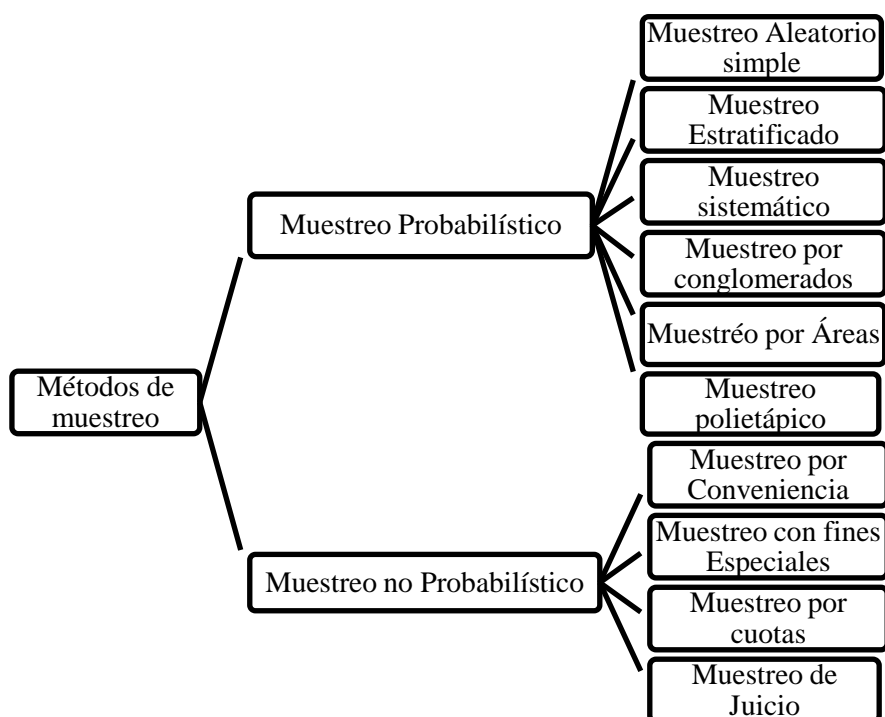 Métodos de
muestreo
Muestreo Probabilístico
Muestreo Aleatorio
simple
Muestreo
Estratificado
Muestreo
sistemático
Muestreo por
conglomerados
Muestréo por Áreas
Muestreo
polietápico
Muestreo no Probabilístico
Muestreo por
Conveniencia
Muestreo con fines
Especiales
Muestreo por
cuotas
Muestreo de
Juicio